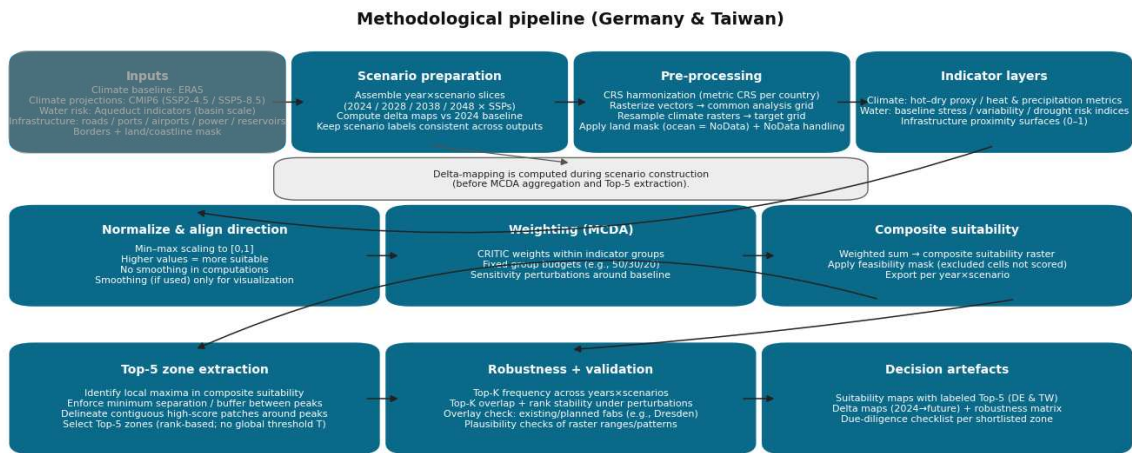 Methodological pipeline (Germany & Taiwan)
Inputs
Climate baseline: ERA5
Climate projections: CMIP6 (SSP2-4.5 / SSP5-8.5)
Water risk: Aqueduct indicators (basin scale)
Infrastructure: roads / ports / airports / power / reservoirs
Borders + land/coastline mask
Scenario preparation
Assemble year×scenario slices
(2024 / 2028 / 2038 / 2048 × SSPs)
Compute delta maps vs 2024 baseline
Keep scenario labels consistent across outputs
Pre-processing
CRS harmonization (metric CRS per country)
Rasterize vectors → common analysis grid
Resample climate rasters → target grid
Apply land mask (ocean = NoData) + NoData handling
Indicator layers
Climate: hot–dry proxy / heat & precipitation metrics
Water: baseline stress / variability / drought risk indices
Infrastructure proximity surfaces (0–1)
Delta-mapping is computed during scenario construction
(before MCDA aggregation and Top-5 extraction).
Normalize & align direction
Min–max scaling to [0,1]
Higher values = more suitable
No smoothing in computations
Smoothing (if used) only for visualization
Weighting (MCDA)
CRITIC weights within indicator groups
Fixed group budgets (e.g., 50/30/20)
Sensitivity perturbations around baseline
Composite suitability
Weighted sum → composite suitability raster
Apply feasibility mask (excluded cells not scored)
Export per year×scenario
Top-5 zone extraction
Identify local maxima in composite suitability
Enforce minimum separation / buffer between peaks
Delineate contiguous high-score patches around peaks
Select Top-5 zones (rank-based; no global threshold T)
Robustness + validation
Top-K frequency across years×scenarios
Top-K overlap + rank stability under perturbations
Overlay check: existing/planned fabs (e.g., Dresden)
Plausibility checks of raster ranges/patterns
Decision artefacts
Suitability maps with labeled Top-5 (DE & TW)
Delta maps (2024→future) + robustness matrix
Due-diligence checklist per shortlisted zone